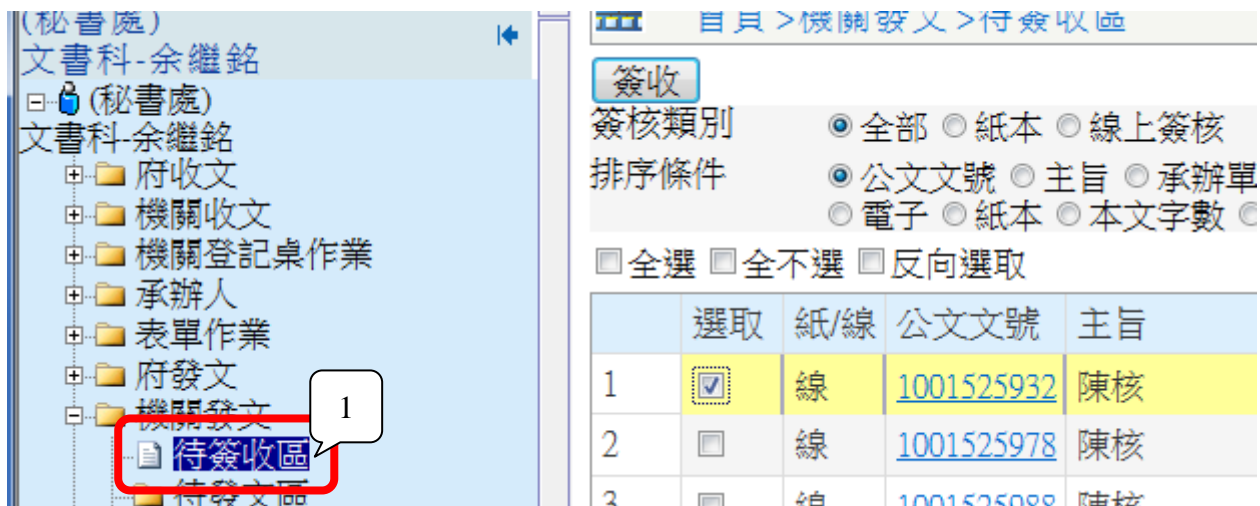 (秘書處)
文書科-余繼銘
(秘書處)
文書科-余繼銘
府收文
機關收文
機關登記桌作業
承辦人
表單作業
府發文
機關發文
待簽收區
待發文區
1
首頁>機關發文>待簽收區
簽收
簽核類別 全部 紙本 線上簽核
排序條件 公文文號 主旨 承辦單
電子 紙本 本文字數
全選 全不選 反向選取
選取 紙/線 公文文號 主旨
1 線 1001525932 陳核
2 線 1001525978 陳核
3 線 1001525988 陳核